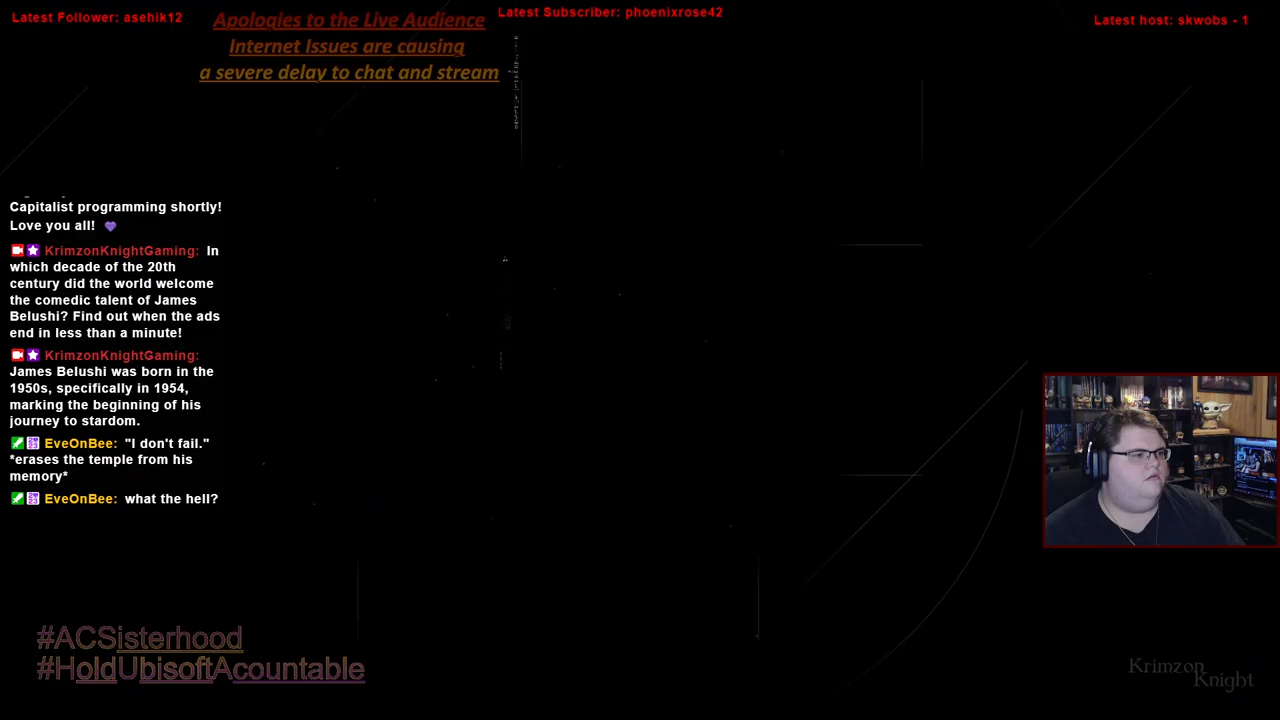 Latest Follower: asehik12
Apologies to the Live Audience
Internet Issues are causing
a severe delay to chat and stream
Latest Subscriber: phoenixrose42
Latest host: skwobs - 1
Capitalist programming shortly!
Love you all!
KrimzonKnightGaming: In
which decade of the 20th
century did the world welcome
the comedic talent of James
Belushi? Find out when the ads
end in less than a minute!
KrimzonKnightGaming:
James Belushi was born in the
1950s, specifically in 1954,
marking the beginning of his
journey to stardom.
EveOnBee: "I don't fail."
*erases the temple from his
memory*
EveOnBee: what the hell?
#ACSisterhood
#HoldUbisoftAcountable
Krimzon
Knight